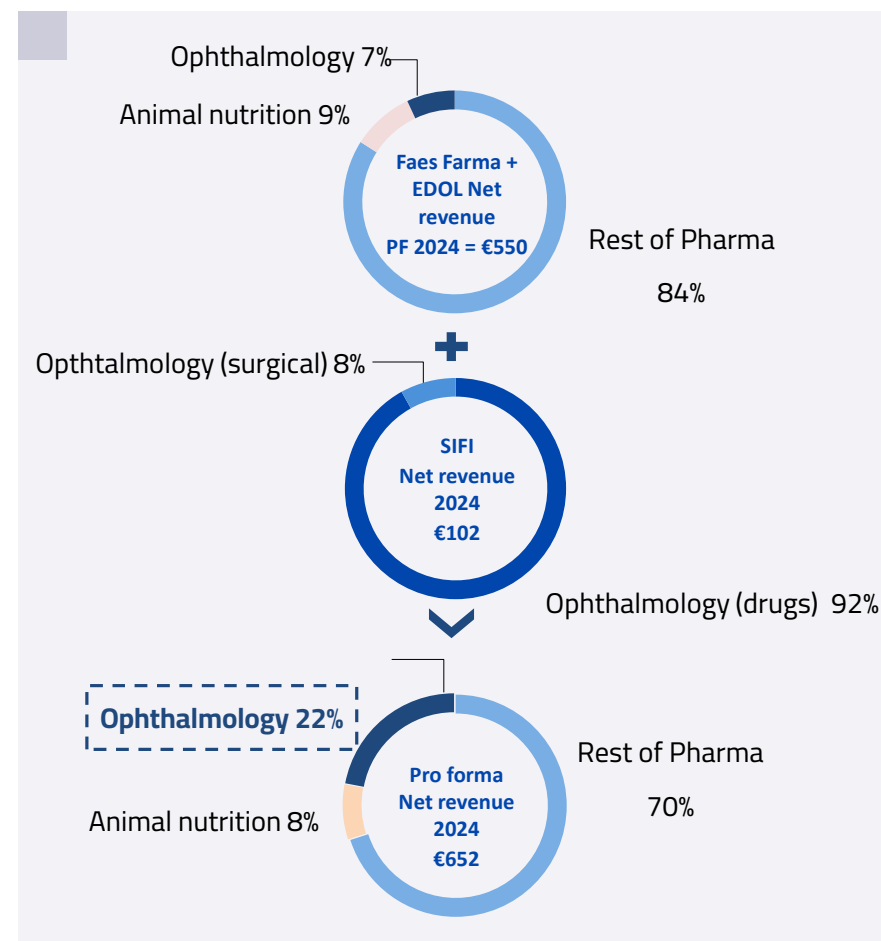 Ophthalmology 7%
Animal nutrition 9%
Faes Farma +
EDOL Net
revenue
PF 2024 = €550
Rest of Pharma
84%
Opthtalmology (surgical) 8%
SIFI
Net revenue
2024
€102
Ophthalmology (drugs) 92%
Ophthalmology 22%
Rest of Pharma
70%
Pro forma
Net revenue
2024
€652
Animal nutrition 8%